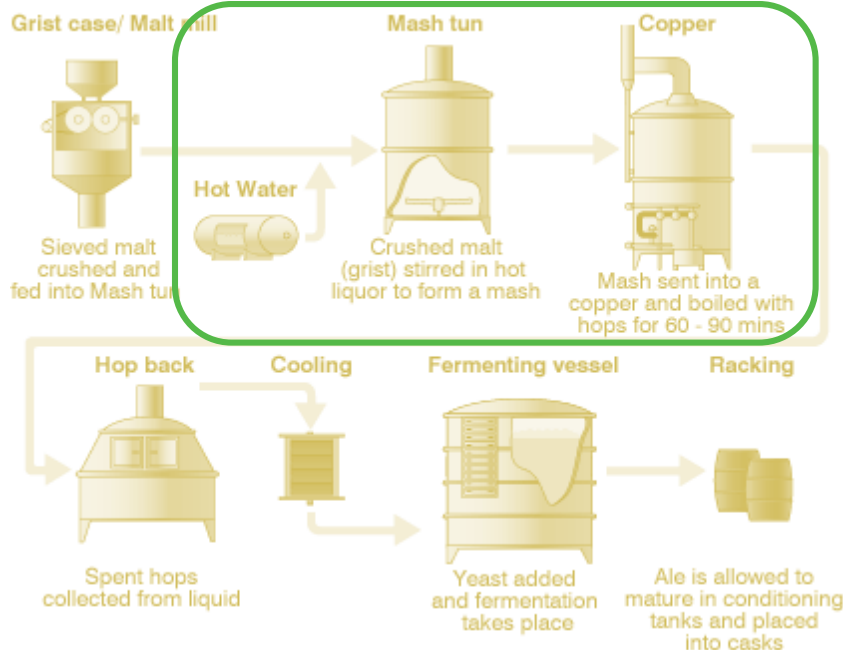 Grist case/ Malt mill
Mash tun
Copper
Hot Water
Sieved malt
crushed and
fed into Mash tun
Crushed malt
(grist) stirred in hot
liquor to form a mash
Mash sent into a
copper and boiled with
hops for 60 - 90 mins
Hop back
Cooling
Fermenting vessel
Racking
Spent hops
collected from liquid
Yeast added
and fermentation
takes place
Ale is allowed to
mature in conditioning
tanks and placed
into casks